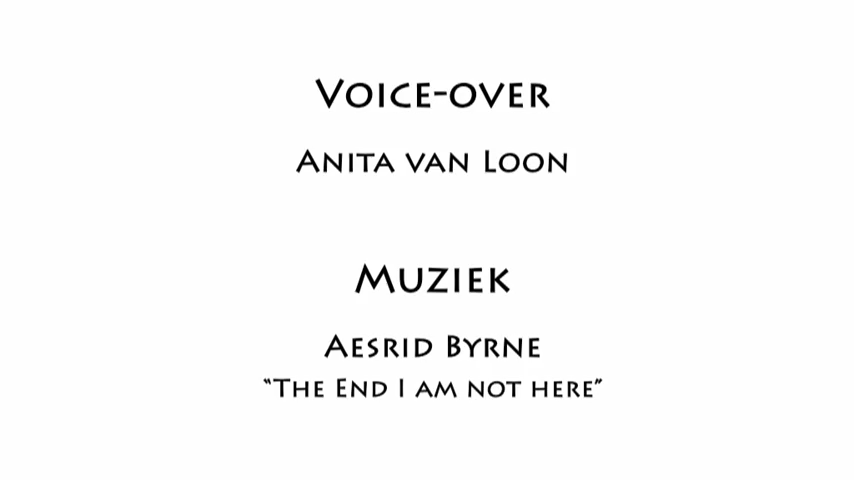 Voice-over
Anita van Loon
Muziek
Aesrid Byrne
"The End I am not here"